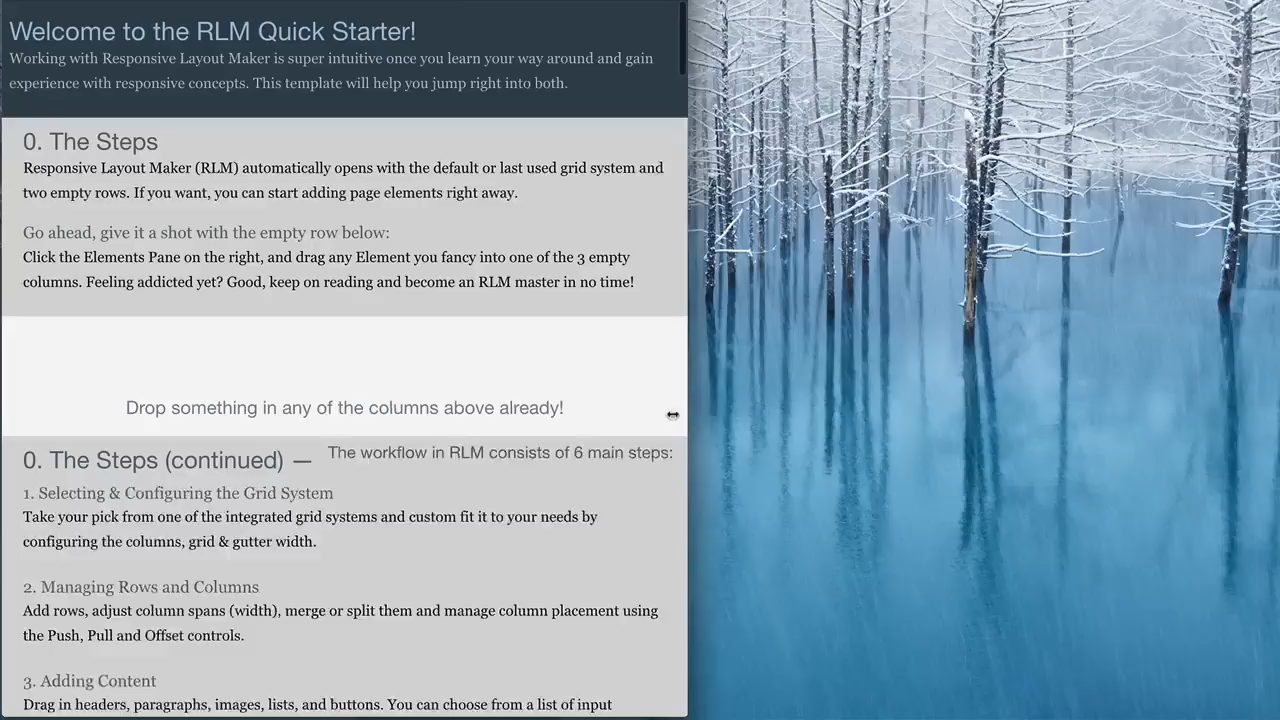 Welcome to the RLM Quick Starter!
Working with Responsive Layout Maker is super intuitive once you learn your way around and gain
experience with responsive concepts. This template will help you jump right into both.
0. The Steps
Responsive Layout Maker (RLM) automatically opens with the default or last used grid system and
two empty rows. If you want, you can start adding page elements right away.
Go ahead, give it a shot with the empty row below:
Click the Elements Pane on the right, and drag any Element you fancy into one of the 3 empty
columns. Feeling addicted yet? Good, keep on reading and become an RLM master in no time!
Drop something in any of the columns above already!
0. The Steps (continued) — The workflow in RLM consists of 6 main steps:
1. Selecting & Configuring the Grid System
Take your pick from one of the integrated grid systems and custom fit it to your needs by
configuring the columns, grid & gutter width.
2. Managing Rows and Columns
Add rows, adjust column spans (width), merge or split them and manage column placement using
the Push, Pull and Offset controls.
3. Adding Content
Drag in headers, paragraphs, images, lists, and buttons. You can choose from a list of input